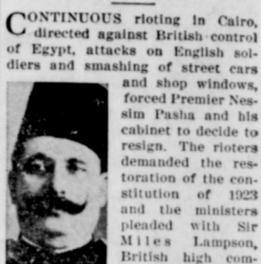 CONTINUOUS rioting in Cairo,
directed against British control
of Egypt, attacks on English sol-
diers and smashing of street cars
and shop windows,
forced Premier Nes-
sim Pasha and his
cabinet to decide to
resign. The rioters
demanded the res-
toration of the con-
stitution of 1923
and the ministers
pleaded with Sir
Miles Lampson,
British high com-